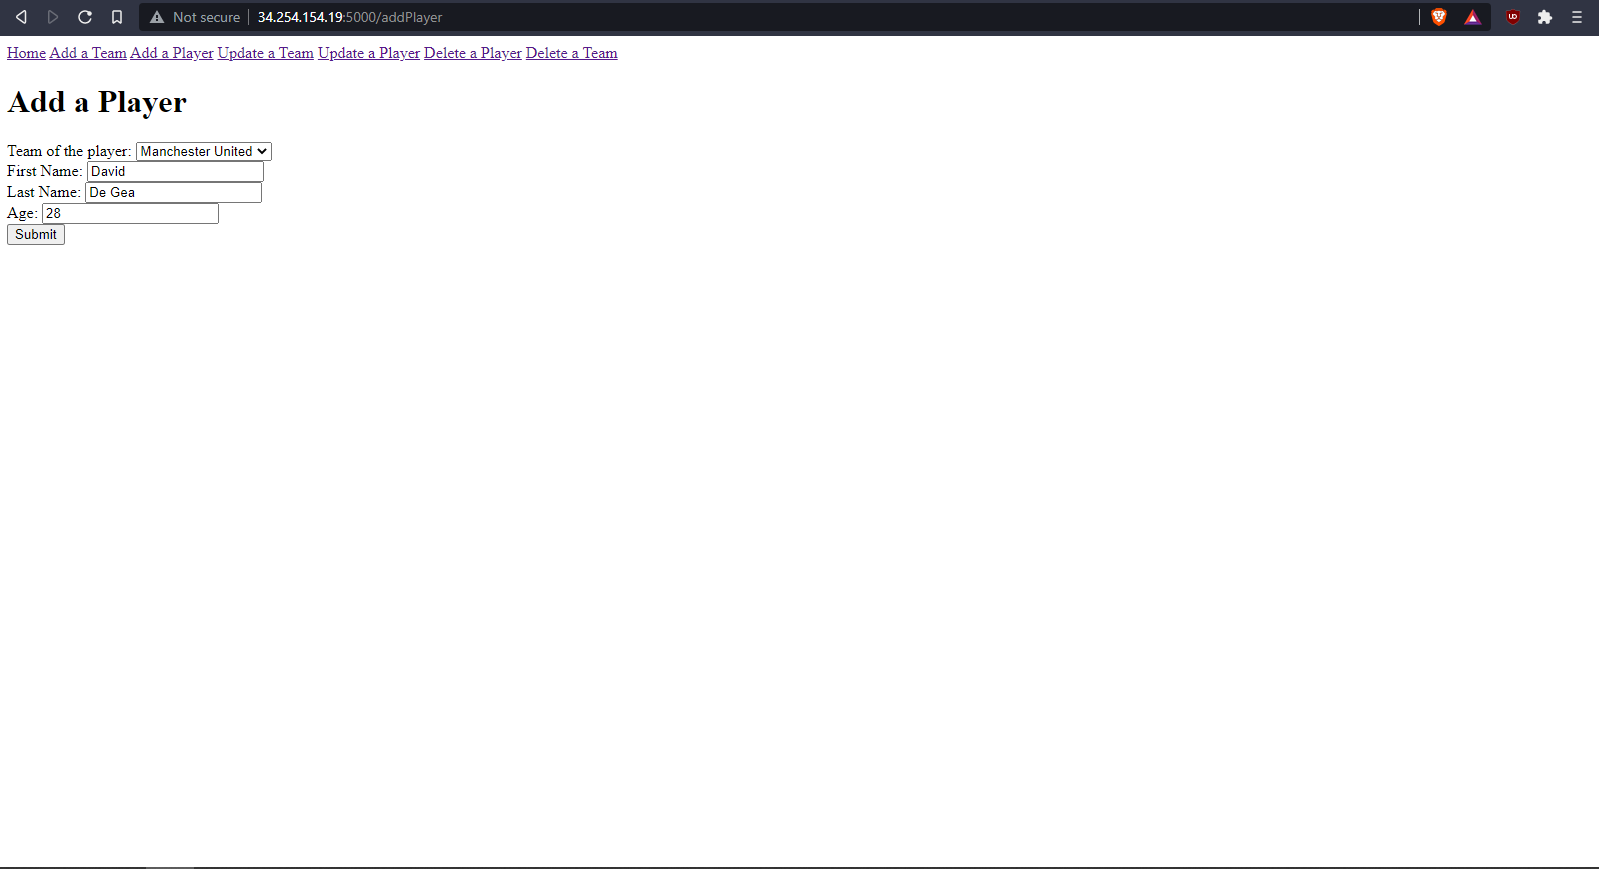 Not secure 34.254.154.19:5000/addPlayer
Home Add a Team Add a Player Update a Team Update a Player Delete a Player Delete a Team
Add a Player
Team of the player: Manchester United
First Name: David
Last Name: De Gea
Age: 28
Submit